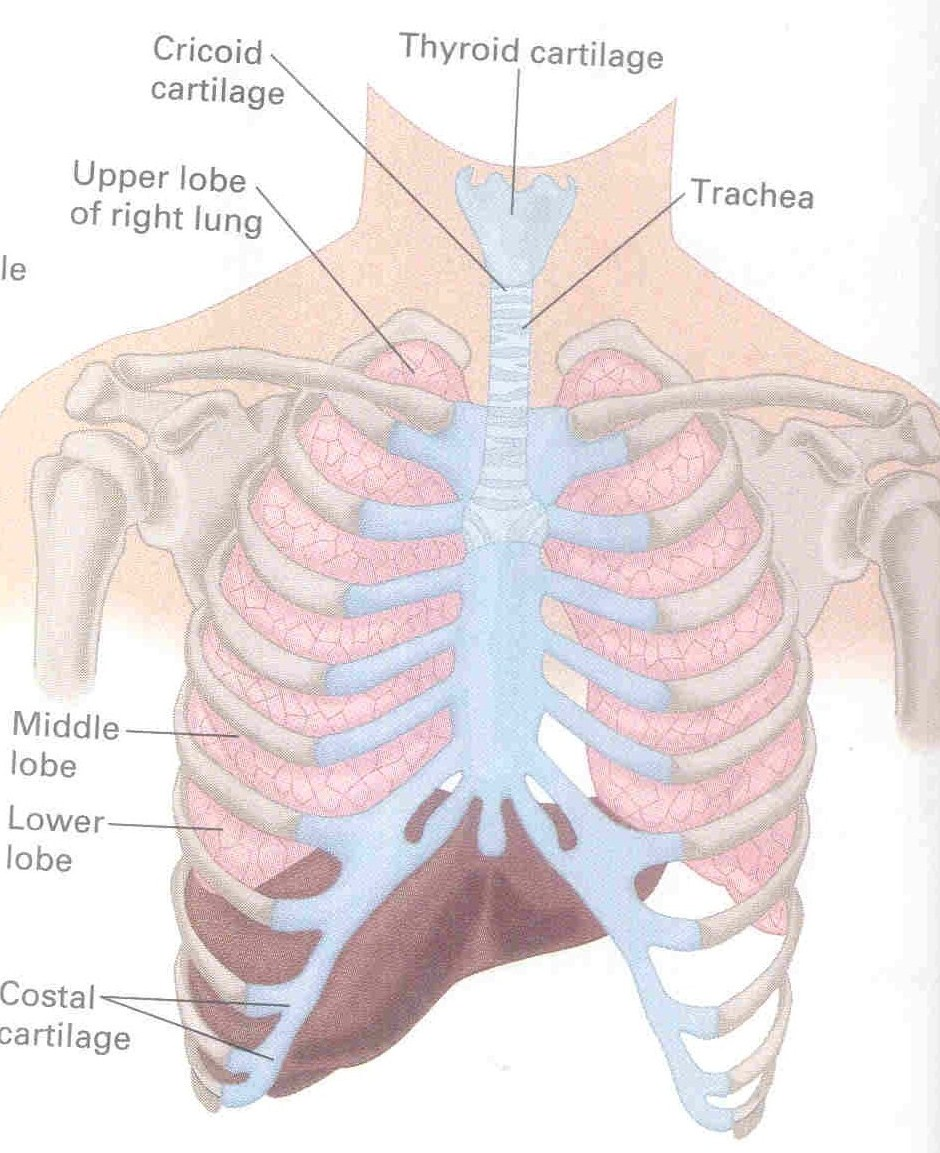 Cricoid
cartilage
Thyroid cartilage
Upper lobe
of right lung
Trachea
le
Middle
lobe
Lower
lobe
Costal
cartilage